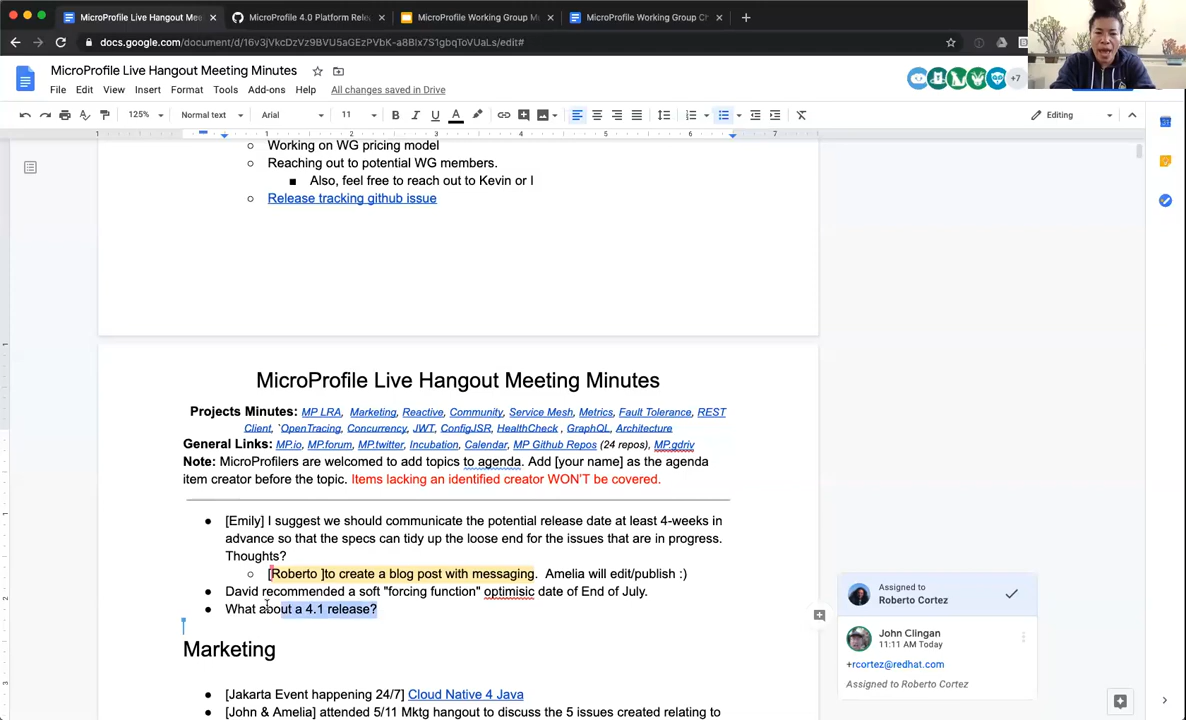 MicroProfile Live Hangout Mee
MicroProfile 4.0 Platform Rele
MicroProfile Working Group M
MicroProfile Working Group Ch
docs.google.com/document/d/16v3jVkcDzVz9BVU5aGEzPVbK-a8BIx7S1gbqToVUaLs/edit#
MicroProfile Live Hangout Meeting Minutes
File Edit View Insert Format Tools Add-ons Help All changes saved in Drive
+7
125% Normal text Arial 11 Editing
1 1 2 3 4 5 6 7
○ Working on WG pricing model
○ Reaching out to potential WG members.
■ Also, feel free to reach out to Kevin or I
○ Release tracking github issue
MicroProfile Live Hangout Meeting Minutes
Projects Minutes: MP LRA, Marketing, Reactive, Community, Service Mesh, Metrics, Fault Tolerance, REST
Client, `OpenTracing, Concurrency, JWT, ConfigJSR, HealthCheck , GraphQL, Architecture
General Links: MP.io, MP.forum, MP.twitter, Incubation, Calendar, MP Github Repos (24 repos), MP.gdriv
Note: MicroProfilers are welcomed to add topics to agenda. Add [your name] as the agenda
item creator before the topic. Items lacking an identified creator WON'T be covered.
● [Emily] I suggest we should communicate the potential release date at least 4-weeks in
advance so that the specs can tidy up the loose end for the issues that are in progress.
Thoughts?
○ [Roberto ]to create a blog post with messaging. Amelia will edit/publish :)
● David recommended a soft "forcing function" optimisic date of End of July.
● What about a 4.1 release?
Marketing
● [Jakarta Event happening 24/7] Cloud Native 4 Java
● [John & Amelia] attended 5/11 Mktg hangout to discuss the 5 issues created relating to
Assigned to
Roberto Cortez
John Clingan
11:11 AM Today
+rcortez@redhat.com
Assigned to Roberto Cortez